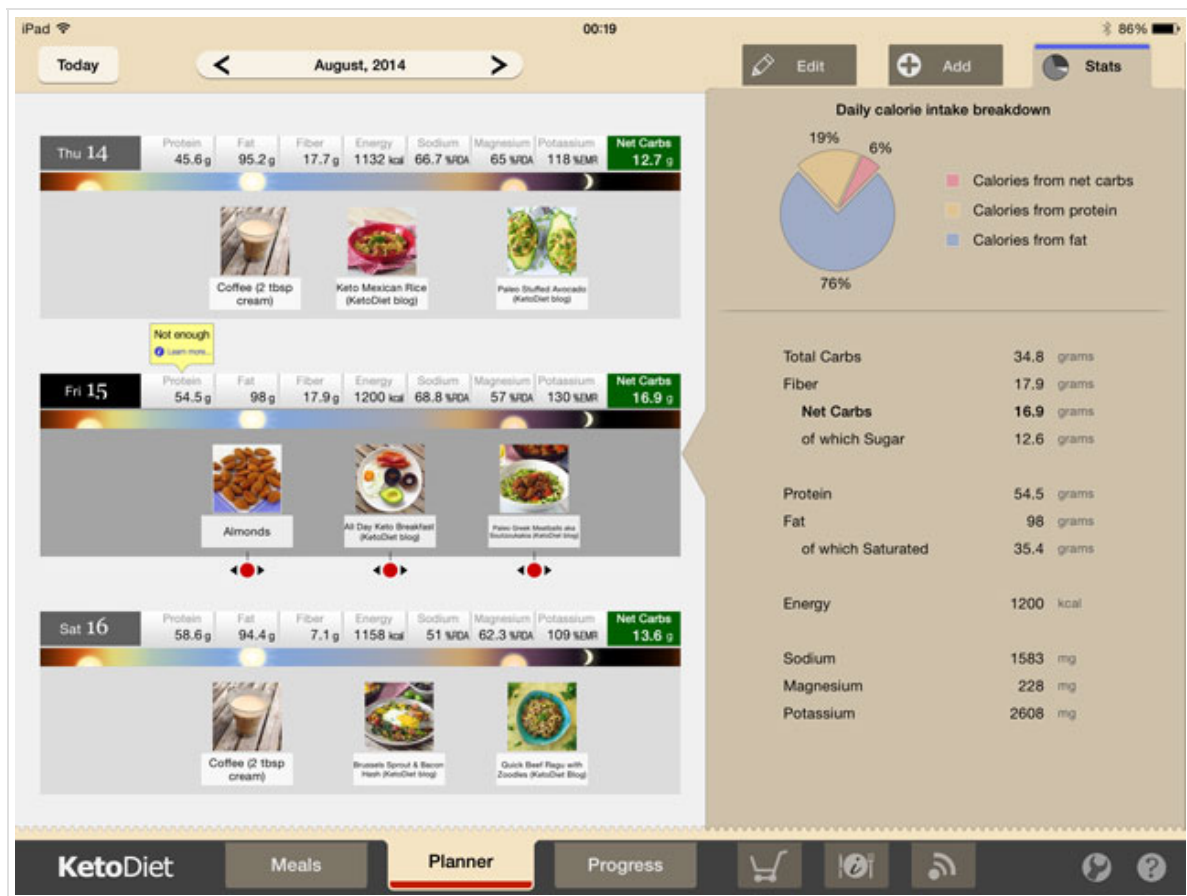 iPad 00:19 86%
Today < August, 2014 > Edit Add Stats
Daily calorie intake breakdown
19%
6%
76%
Calories from net carbs
Calories from protein
Calories from fat
Thu 14
Protein Fat Fiber Energy Sodium Magnesium Potassium Net Carbs
45.6 g 95.2 g 17.7 g 1132 kcal 66.7 %RDA 65 %RDA 118 %EMR 12.7 g
Coffee (2 tbsp
cream)
Keto Mexican Rice
(KetoDiet blog)
Paleo Stuffed Avocado
(KetoDiet blog)
Not enough
Learn more...
Fri 15
Protein Fat Fiber Energy Sodium Magnesium Potassium Net Carbs
54.5 g 98 g 17.9 g 1200 kcal 68.8 %RDA 57 %RDA 130 %EMR 16.9 g
Almonds
All Day Keto Breakfast
(KetoDiet blog)
Paleo Greek Meatballs aka
Soutzoukakia (KetoDiet blog)
Sat 16
Protein Fat Fiber Energy Sodium Magnesium Potassium Net Carbs
58.6 g 94.4 g 7.1 g 1158 kcal 51 %RDA 62.3 %RDA 109 %EMR 13.6 g
Coffee (2 tbsp
cream)
Brussels Sprout & Bacon
Hash (KetoDiet blog)
Quick Beef Ragu with
Zoodles (KetoDiet Blog)
Total Carbs 34.8 grams
Fiber 17.9 grams
Net Carbs 16.9 grams
of which Sugar 12.6 grams
Protein 54.5 grams
Fat 98 grams
of which Saturated 35.4 grams
Energy 1200 kcal
Sodium 1583 mg
Magnesium 228 mg
Potassium 2608 mg
KetoDiet Meals Planner Progress